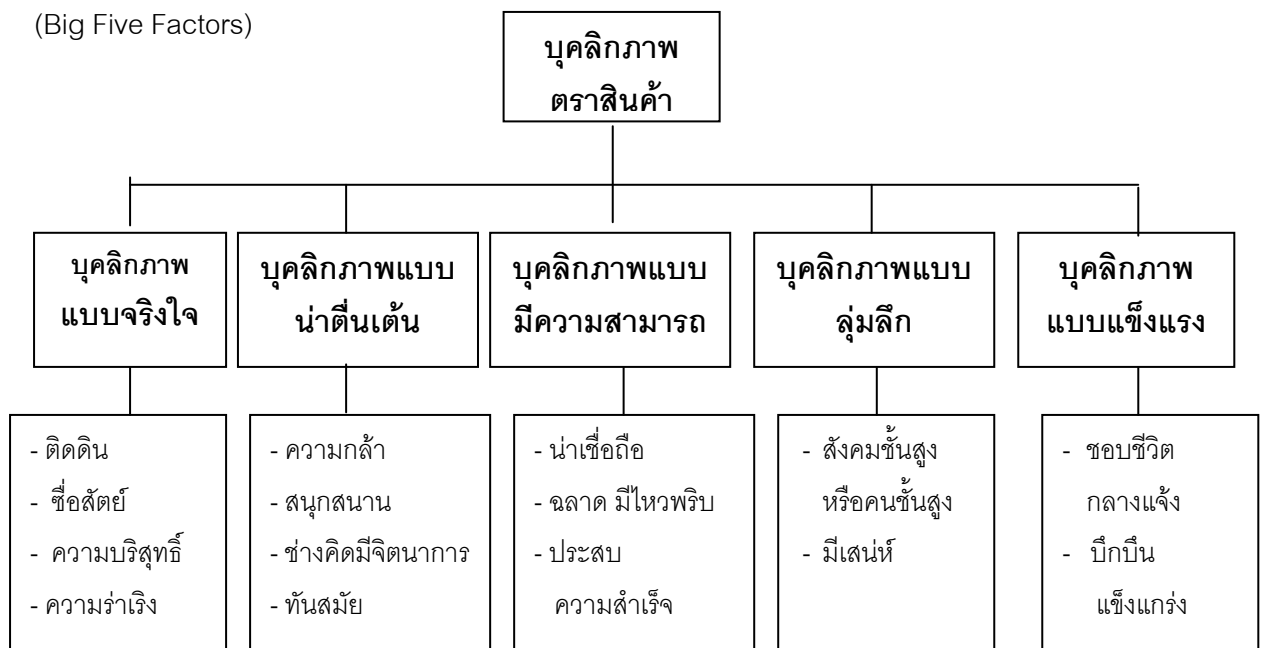 (Big Five Factors)
บุคลิกภาพ
ตราสินค้า
บุคลิกภาพ
แบบจริงใจ
บุคลิกภาพแบบ
น่าตื่นเต้น
บุคลิกภาพแบบ
มีความสามารถ
บุคลิกภาพแบบ
ลุ่มลึก
บุคลิกภาพ
แบบแข็งแรง
- ติดดิน
- ซื่อสัตย์
- ความบริสุทธิ์
- ความร่าเริง
- ความกล้า
- สนุกสนาน
- ช่างคิดมีจิตนาการ
- ทันสมัย
- น่าเชื่อถือ
- ฉลาด มีไหวพริบ
- ประสบ
ความสำเร็จ
- สังคมชั้นสูง
หรือคนชั้นสูง
- มีเสน่ห์
- ชอบชีวิต
กลางแจ้ง
- บึกบึน
แข็งแกร่ง